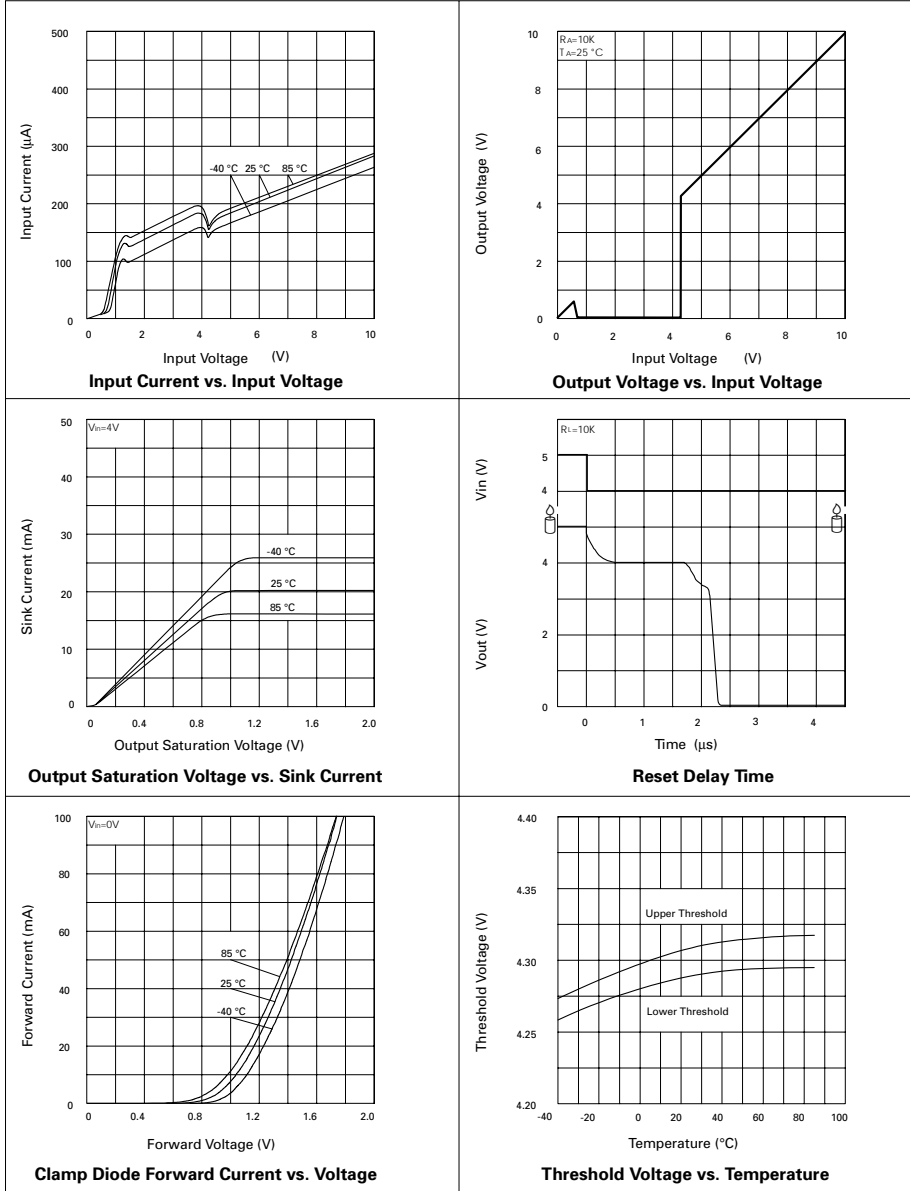 500
400
300
200
100
0
0 2 4 6 8 10
Input Current (µA)
-40 °C 25 °C 85 °C
Input Voltage (V)
Input Current vs. Input Voltage
10
8
6
4
2
0
0 2 4 6 8 10
RA=10K
TA=25 °C
Output Voltage (V)
Input Voltage (V)
Output Voltage vs. Input Voltage
50
40
30
20
10
0
0 0.4 0.8 1.2 1.6 2.0
Vin=4V
Sink Current (mA)
-40 °C
25 °C
85 °C
Output Saturation Voltage (V)
Output Saturation Voltage vs. Sink Current
RL=10K
Vin (V)
5
4
Vout (V)
4
2
0
0 1 2 3 4
Time (µs)
Reset Delay Time
100
80
60
40
20
0
0 0.4 0.8 1.2 1.6 2.0
Vin=0V
Forward Current (mA)
85 °C
25 °C
-40 °C
Forward Voltage (V)
Clamp Diode Forward Current vs. Voltage
4.40
4.35
4.30
4.25
4.20
-40 -20 0 20 40 60 80 100
Threshold Voltage (V)
Upper Threshold
Lower Threshold
Temperature (°C)
Threshold Voltage vs. Temperature